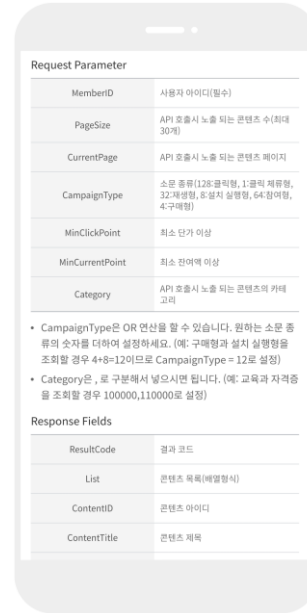 Request Parameter
MemberID 사용자 아이디(필수)
PageSize API 호출시 노출 되는 콘텐츠 수(최대
30개)
CurrentPage API 호출시 노출 되는 콘텐츠 페이지
CampaignType 소문 종류(128:클릭형, 1:클릭 체류형,
32:재생형, 8:설치 실행형, 64:참여형,
4:구매형)
MinClickPoint 최소 단가 이상
MinCurrentPoint 최소 잔여액 이상
Category API 호출시 노출 되는 콘텐츠의 카테
고리
• CampaignType은 OR 연산을 할 수 있습니다. 원하는 소문 종
류의 숫자를 더하여 설정하세요. (예: 구매형과 설치 실행형을
조회할 경우 4+8=12이므로 CampaignType = 12로 설정)
• Category은 , 로 구분해서 넣으시면 됩니다. (예: 교육과 자격증
을 조회할 경우 100000,110000로 설정)
Response Fields
ResultCode 결과 코드
List 콘텐츠 목록(배열형식)
ContentID 콘텐츠 아이디
ContentTitle 콘텐츠 제목